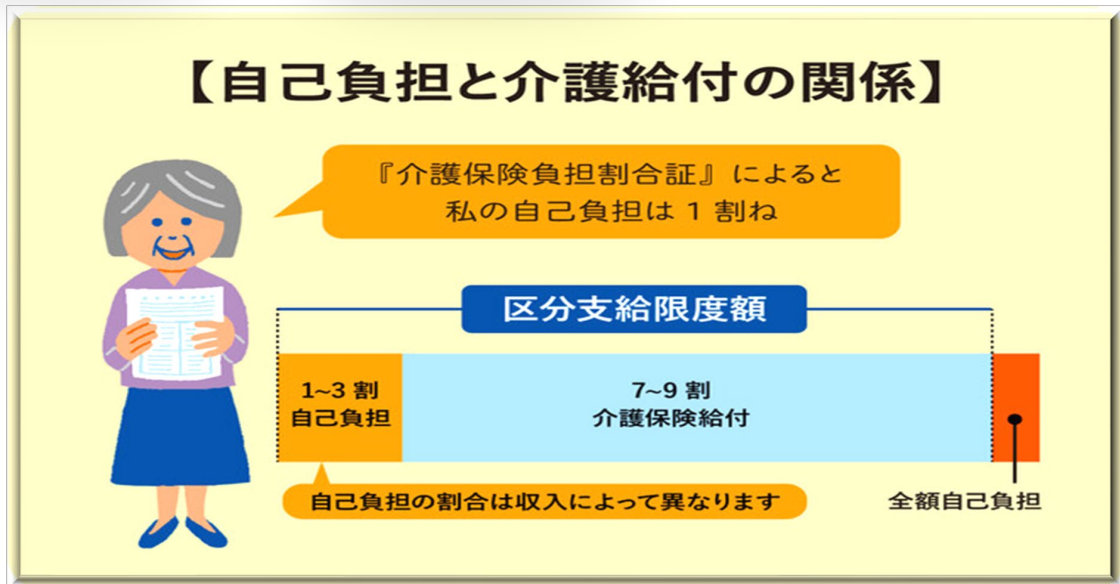 【自己負担と介護給付の関係】
『介護保険負担割合証』によると
私の自己負担は 1 割ね
区分支給限度額
1~3 割
自己負担
7~9 割
介護保険給付
自己負担の割合は収入によって異なります
全額自己負担